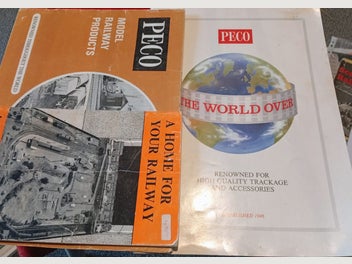 PECO
MODEL
RAILWAY
PRODUCTS
A HOME FOR
YOUR RAILWAY
PECO
THE WORLD OVER
RENOWNED FOR
HIGH QUALITY TRACKAGE
AND ACCESSORIES